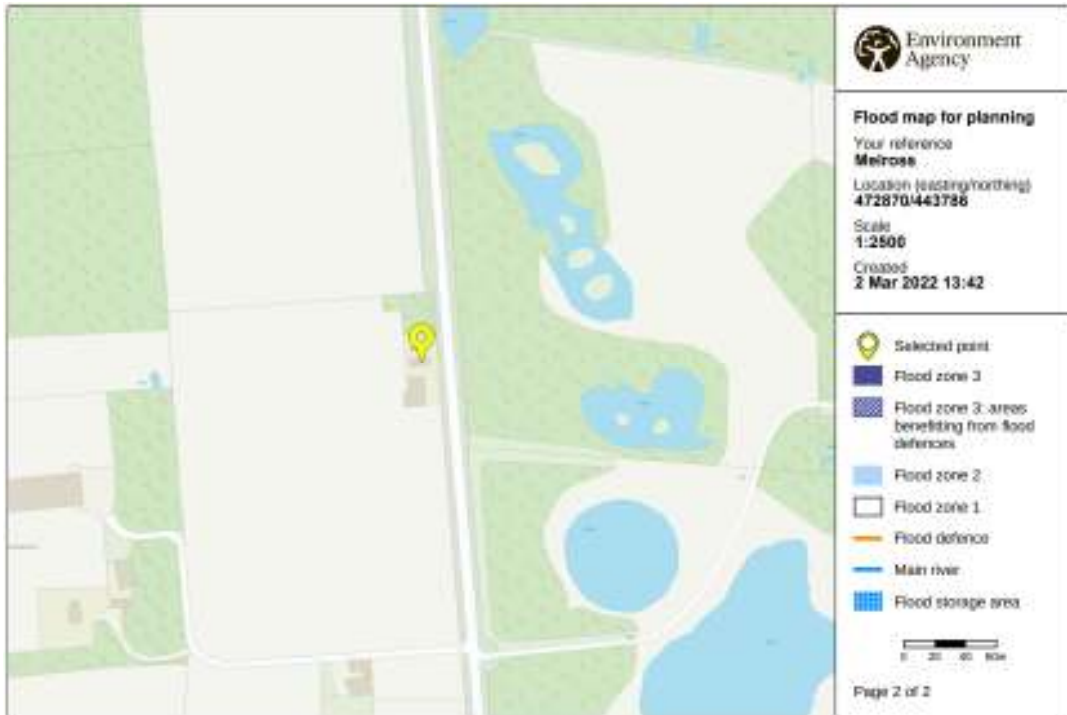 Environment
Agency
Flood map for planning
Your reference
Melross
Location (easting/northing)
472870/443786
Scale
1:2500
Created
2 Mar 2022 13:42
Selected point
Flood zone 3
Flood zone 3: areas
benefitting from flood
defences
Flood zone 2
Flood zone 1
Flood defence
Main river
Flood storage area
0 20 40 60m
Page 2 of 2